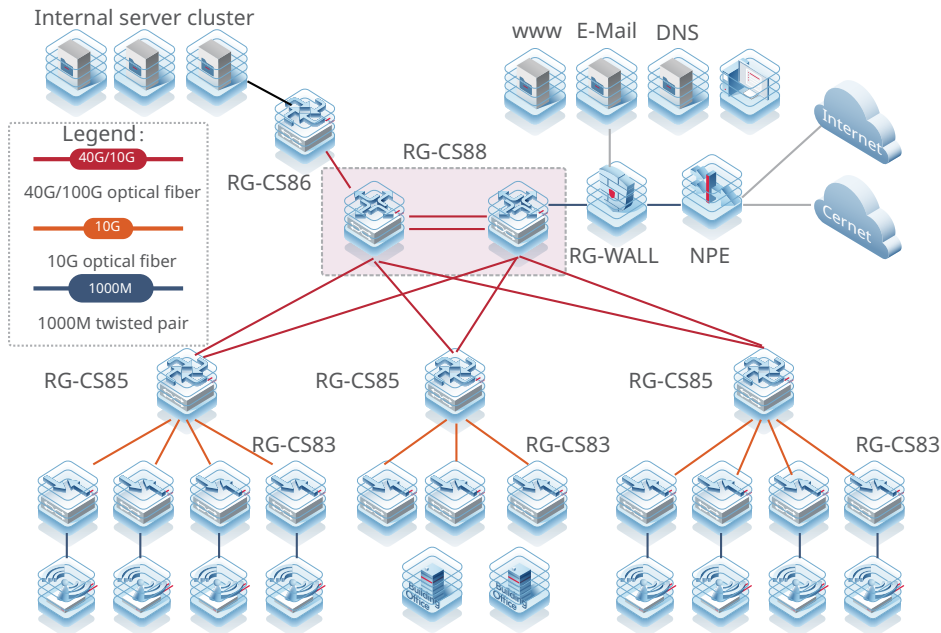 Internal server cluster
www
E-Mail
DNS
Legend:
40G/10G
40G/100G optical fiber
10G
10G optical fiber
1000M
1000M twisted pair
RG-CS86
RG-CS88
Internet
Cernet
RG-WALL
NPE
RG-CS85
RG-CS85
RG-CS85
RG-CS83
RG-CS83
RG-CS83
Building
Office
Building
Office